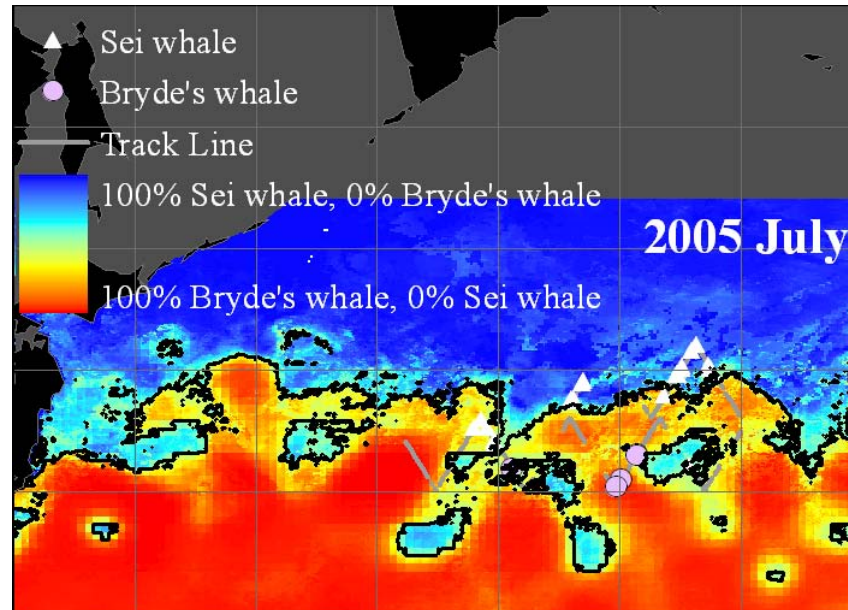 Sei whale
Bryde's whale
Track Line
100% Sei whale, 0% Bryde's whale
2005 July
100% Bryde's whale, 0% Sei whale